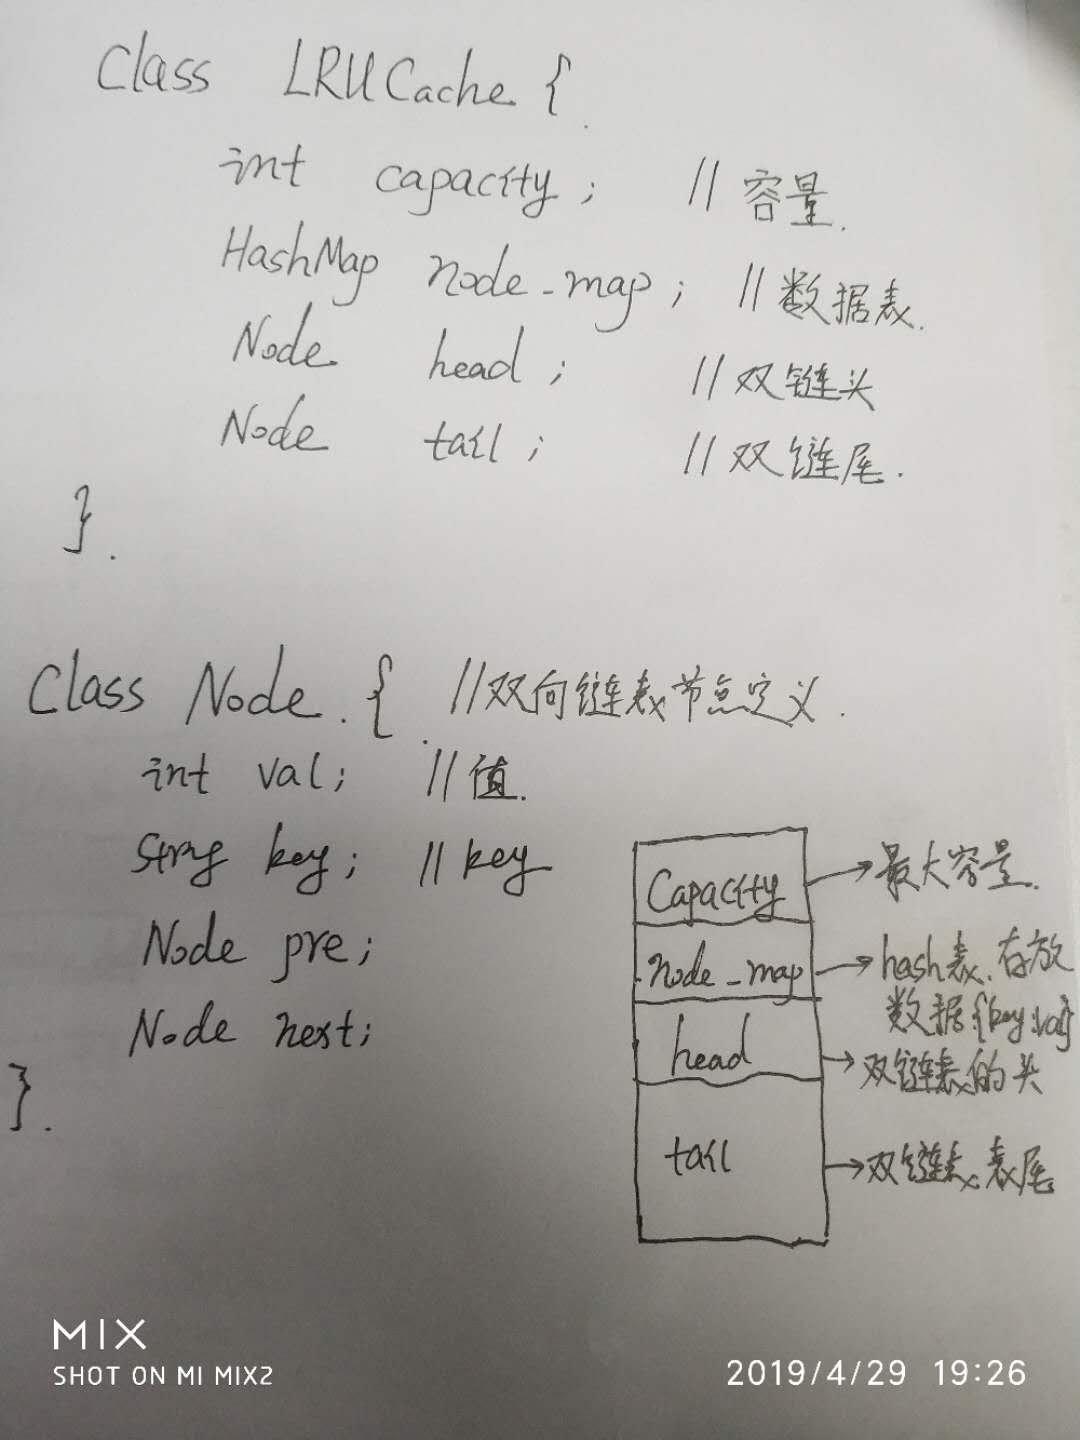 Class LRUCache {
int capacity; //容量.
HashMap node_map; //数据表.
Node head; //双链头
Node tail; //双链尾.
}.
Class Node. { //双向链表节点定义.
int val; //值.
String key; //key
Node pre;
Node next;
}.
Capacity →最大容量.
node_map →hash表.存放
数据{key:val}
head →双链表的头
tail →双链表表尾
MIX
SHOT ON MI MIX2
2019/4/29 19:26